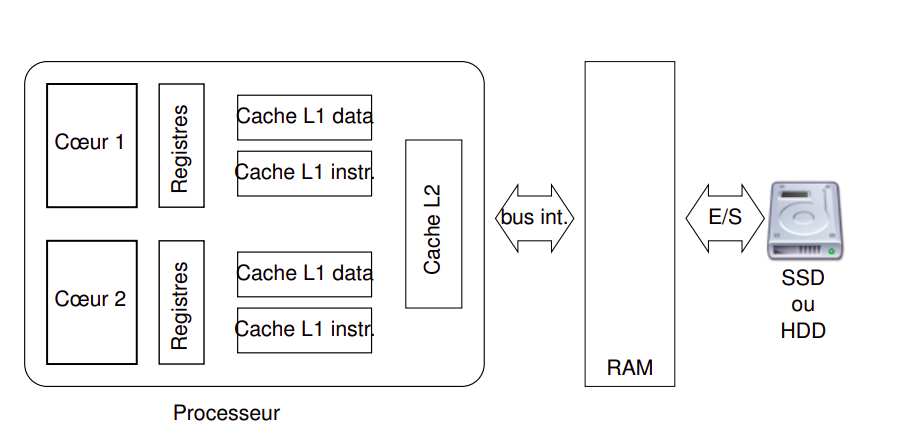 Cœur 1
Registres
Cache L1 data
Cache L1 instr.
Cœur 2
Registres
Cache L1 data
Cache L1 instr.
Cache L2
Processeur
bus int.
RAM
E/S
SSD
ou
HDD